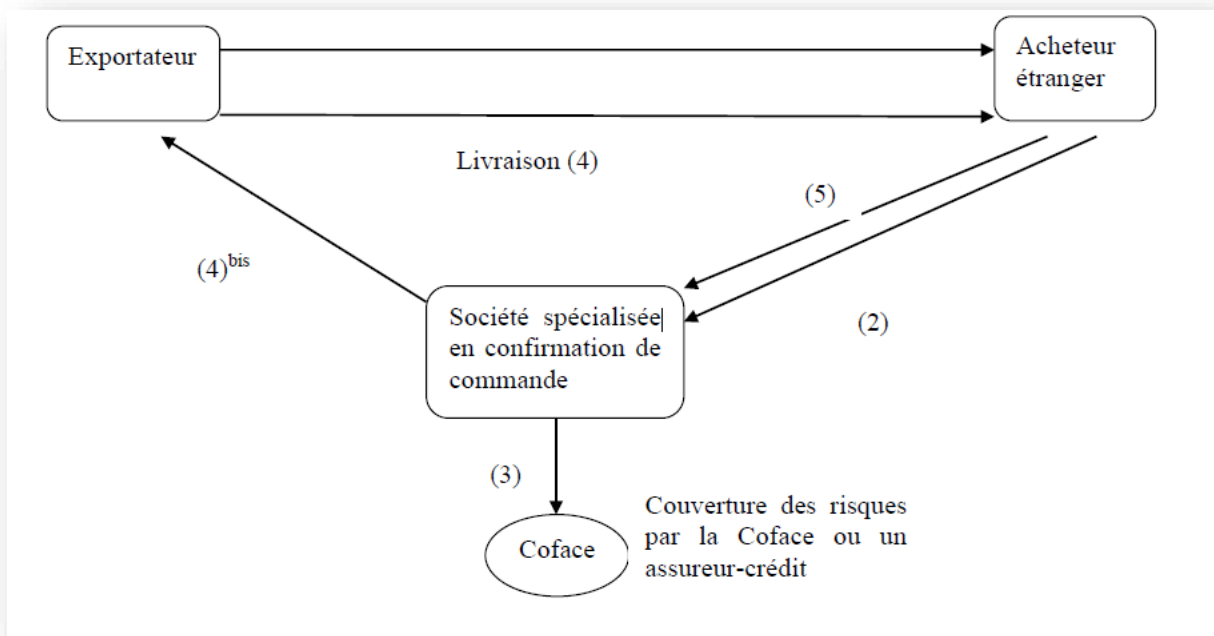 Exportateur
Acheteur
étranger
Livraison (4)
(5)
(4)bis
(2)
Société spécialisée
en confirmation de
commande
(3)
Couverture des risques
par la Coface ou un
assureur-crédit
Coface